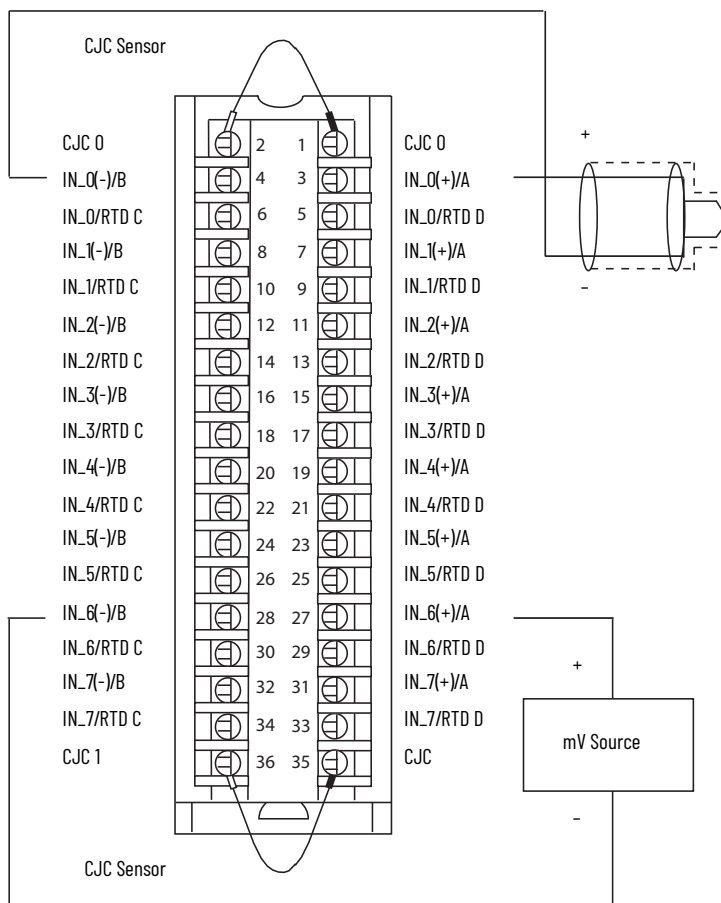 CJC Sensor
+
CJC 0 2 1 CJC 0
IN_0(-)/B 4 3 IN_0(+)/A
IN_0/RTD C 6 5 IN_0/RTD D
IN_1(-)/B 8 7 IN_1(+)/A
IN_1/RTD C 10 9 IN_1/RTD D
-
IN_2(-)/B 12 11 IN_2(+)/A
IN_2/RTD C 14 13 IN_2/RTD D
IN_3(-)/B 16 15 IN_3(+)/A
IN_3/RTD C 18 17 IN_3/RTD D
IN_4(-)/B 20 19 IN_4(+)/A
IN_4/RTD C 22 21 IN_4/RTD D
IN_5(-)/B 24 23 IN_5(+)/A
IN_5/RTD C 26 25 IN_5/RTD D
IN_6(-)/B 28 27 IN_6(+)/A
IN_6/RTD C 30 29 IN_6/RTD D
+
IN_7(-)/B 32 31 IN_7(+)/A
IN_7/RTD C 34 33 IN_7/RTD D
mV Source
CJC 1 36 35 CJC
-
CJC Sensor